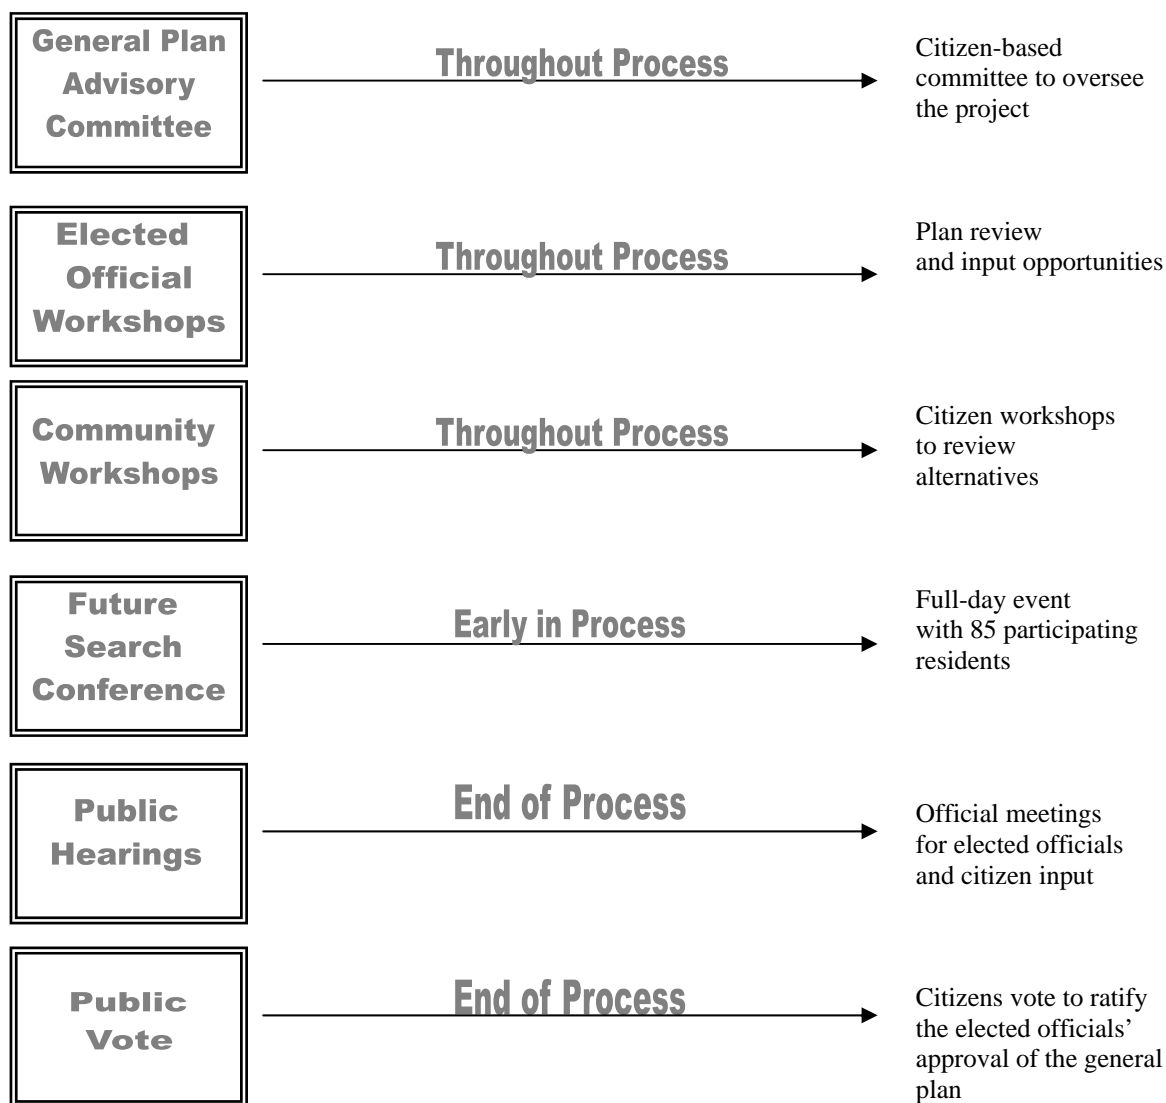 General Plan
Advisory
Committee
Throughout Process
Citizen-based
committee to oversee
the project
Elected
Official
Workshops
Throughout Process
Plan review
and input opportunities
Community
Workshops
Throughout Process
Citizen workshops
to review
alternatives
Future
Search
Conference
Early in Process
Full-day event
with 85 participating
residents
Public
Hearings
End of Process
Official meetings
for elected officials
and citizen input
Public
Vote
End of Process
Citizens vote to ratify
the elected officials’
approval of the general
plan